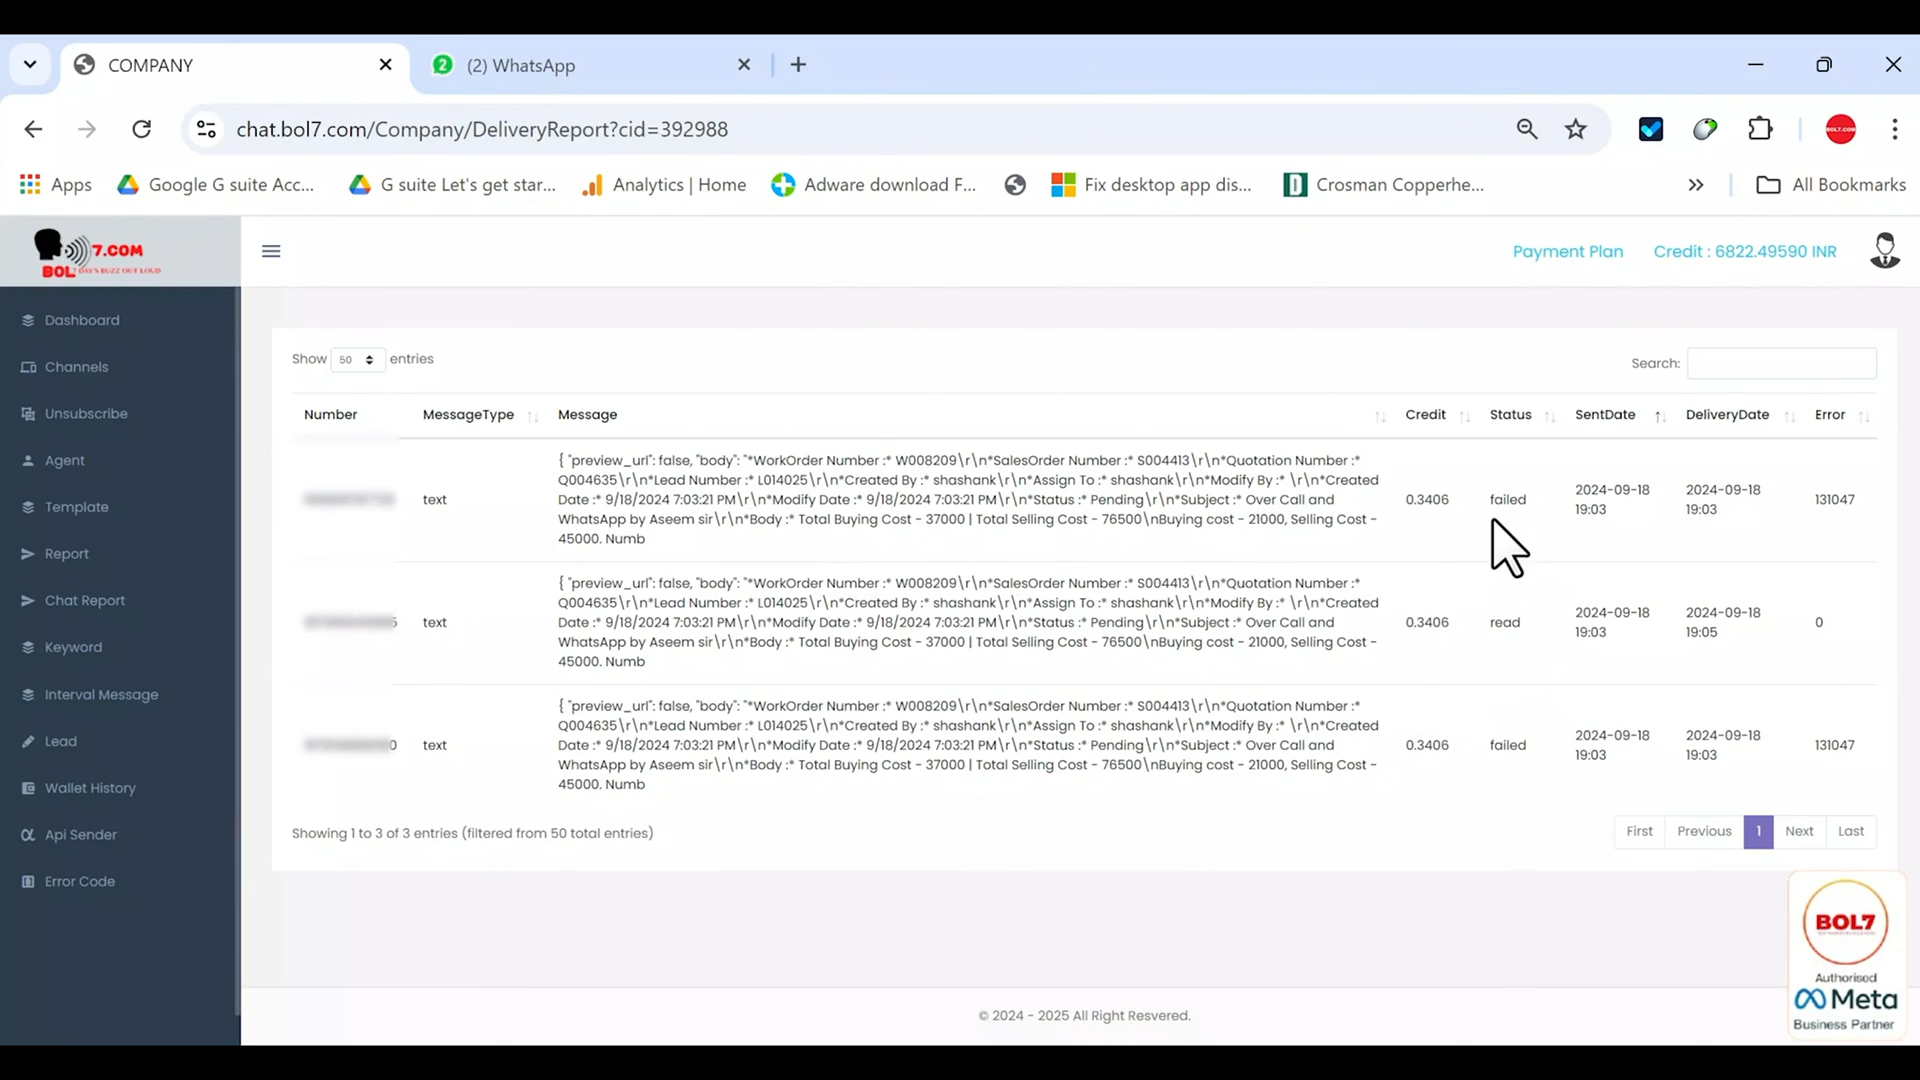 COMPANY
2
(2) WhatsApp
chat.bol7.com/Company/DeliveryReport?cid=392988
BOL7.COM
Apps
Google G suite Acc...
G suite Let's get star...
Analytics | Home
Adware download F...
Fix desktop app dis...
Crosman Copperhe...
All Bookmarks
7.COM
BOL7 DAY'S BUZZ OUT LOUD
Payment Plan
Credit : 6822.49590 INR
Dashboard
Channels
Unsubscribe
Agent
Template
Report
Chat Report
Keyword
Interval Message
Lead
Wallet History
Api Sender
Error Code
Show 50 entries
Search:
Number MessageType Message Credit Status SentDate DeliveryDate Error
text
{ "preview_url": false, "body": "*WorkOrder Number :* W008209\r\n*SalesOrder Number :* S004413\r\n*Quotation Number :*
Q004635\r\n*Lead Number :* L014025\r\n*Created By :* shashank\r\n*Assign To :* shashank\r\n*Modify By :* \r\n*Created
Date :* 9/18/2024 7:03:21 PM\r\n*Modify Date :* 9/18/2024 7:03:21 PM\r\n*Status :* Pending\r\n*Subject :* Over Call and
WhatsApp by Aseem sir\r\n*Body :* Total Buying Cost - 37000 | Total Selling Cost - 76500\nBuying cost - 21000, Selling Cost -
45000. Numb
0.3406
failed
2024-09-18
19:03
2024-09-18
19:03
131047
5
text
{ "preview_url": false, "body": "*WorkOrder Number :* W008209\r\n*SalesOrder Number :* S004413\r\n*Quotation Number :*
Q004635\r\n*Lead Number :* L014025\r\n*Created By :* shashank\r\n*Assign To :* shashank\r\n*Modify By :* \r\n*Created
Date :* 9/18/2024 7:03:21 PM\r\n*Modify Date :* 9/18/2024 7:03:21 PM\r\n*Status :* Pending\r\n*Subject :* Over Call and
WhatsApp by Aseem sir\r\n*Body :* Total Buying Cost - 37000 | Total Selling Cost - 76500\nBuying cost - 21000, Selling Cost -
45000. Numb
0.3406
read
2024-09-18
19:03
2024-09-18
19:05
0
0
text
{ "preview_url": false, "body": "*WorkOrder Number :* W008209\r\n*SalesOrder Number :* S004413\r\n*Quotation Number :*
Q004635\r\n*Lead Number :* L014025\r\n*Created By :* shashank\r\n*Assign To :* shashank\r\n*Modify By :* \r\n*Created
Date :* 9/18/2024 7:03:21 PM\r\n*Modify Date :* 9/18/2024 7:03:21 PM\r\n*Status :* Pending\r\n*Subject :* Over Call and
WhatsApp by Aseem sir\r\n*Body :* Total Buying Cost - 37000 | Total Selling Cost - 76500\nBuying cost - 21000, Selling Cost -
45000. Numb
0.3406
failed
2024-09-18
19:03
2024-09-18
19:03
131047
Showing 1 to 3 of 3 entries (filtered from 50 total entries)
First Previous 1 Next Last
BOL7
Authorised
Meta
Business Partner
© 2024 - 2025 All Right Resvered.